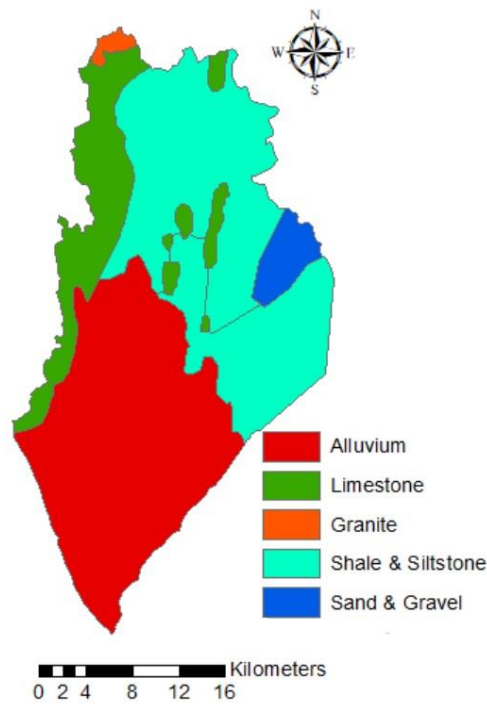 N
W E
S
Alluvium
Limestone
Granite
Shale & Siltstone
Sand & Gravel
Kilometers
0 2 4 8 12 16